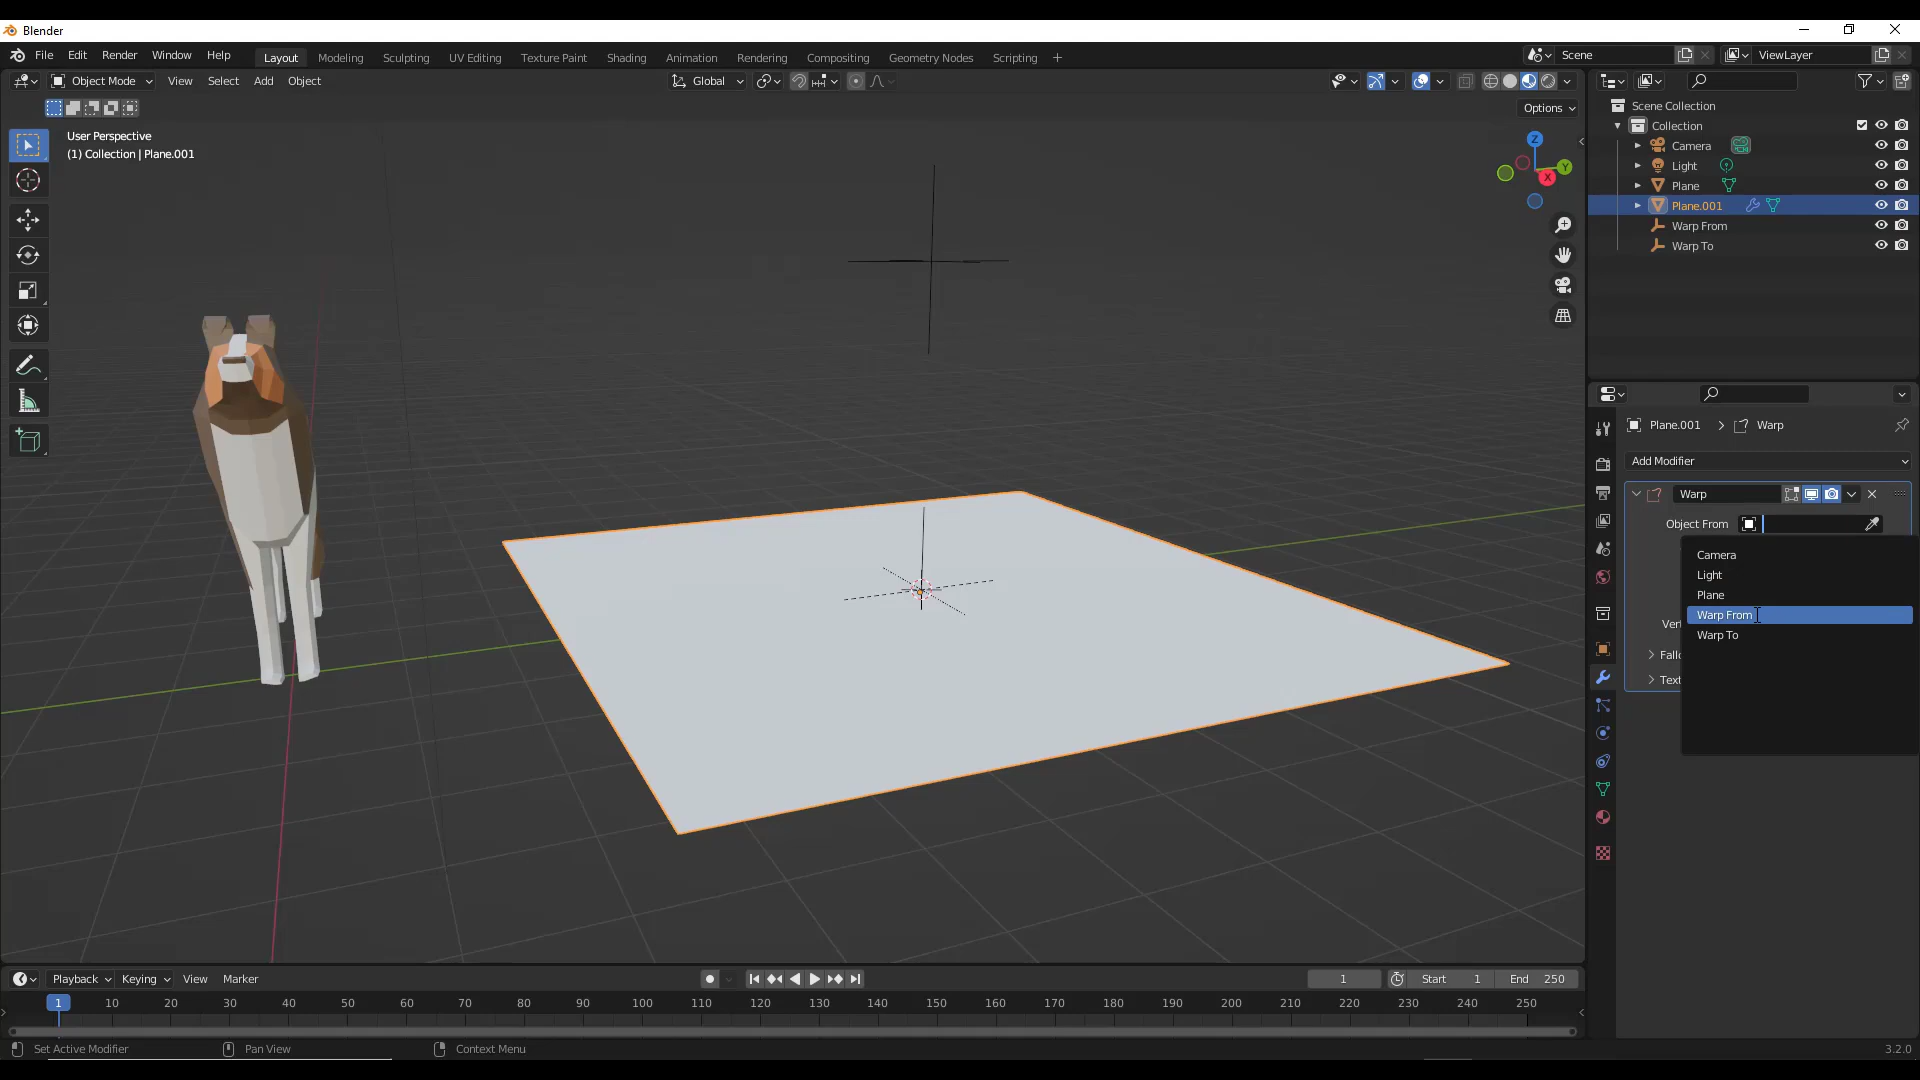 Blender
File Edit Render Window Help Layout Modeling Sculpting UV Editing Texture Paint Shading Animation Rendering Compositing Geometry Nodes Scripting + Scene ViewLayer
Object Mode View Select Add Object Global
Options
User Perspective
(1) Collection | Plane.001
Z
Y
X
Scene Collection
Collection
Camera
Light
Plane
Plane.001
Warp From
Warp To
Plane.001 > Warp
Add Modifier
Warp
Object From
Camera
Light
Plane
Warp From
Vert
Warp To
Fallo
Text
Playback Keying View Marker 1 Start 1 End 250
1 10 20 30 40 50 60 70 80 90 100 110 120 130 140 150 160 170 180 190 200 210 220 230 240 250
Set Active Modifier Pan View Context Menu 3.2.0